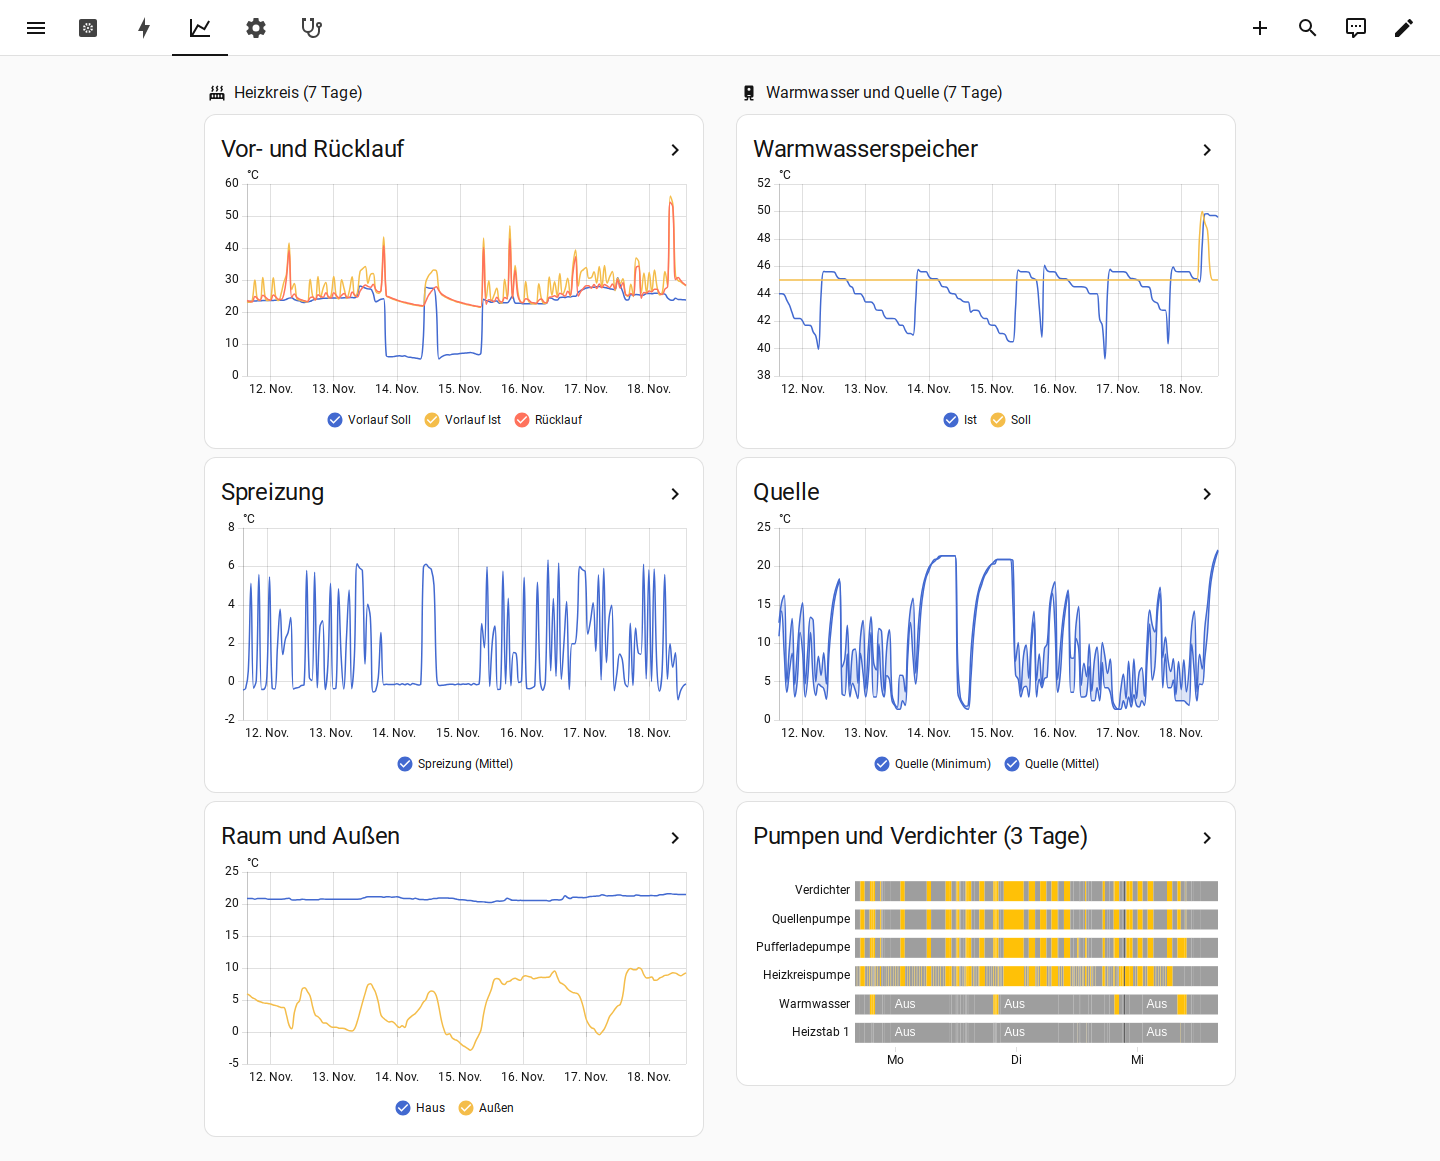 Heizkreis (7 Tage)
Vor- und Rücklauf
°C
60
50
40
30
20
10
0
12. Nov. 13. Nov. 14. Nov. 15. Nov. 16. Nov. 17. Nov. 18. Nov.
Vorlauf Soll Vorlauf Ist Rücklauf
Spreizung
°C
8
6
4
2
0
-2
12. Nov. 13. Nov. 14. Nov. 15. Nov. 16. Nov. 17. Nov. 18. Nov.
Spreizung (Mittel)
Raum und Außen
°C
25
20
15
10
5
0
-5
12. Nov. 13. Nov. 14. Nov. 15. Nov. 16. Nov. 17. Nov. 18. Nov.
Haus Außen
Warmwasser und Quelle (7 Tage)
Warmwasserspeicher
°C
52
50
48
46
44
42
40
38
12. Nov. 13. Nov. 14. Nov. 15. Nov. 16. Nov. 17. Nov. 18. Nov.
Ist Soll
Quelle
°C
25
20
15
10
5
0
12. Nov. 13. Nov. 14. Nov. 15. Nov. 16. Nov. 17. Nov. 18. Nov.
Quelle (Minimum) Quelle (Mittel)
Pumpen und Verdichter (3 Tage)
Verdichter
Quellenpumpe
Pufferladepumpe
Heizkreispumpe
Warmwasser Aus Aus Aus
Heizstab 1 Aus Aus Aus
Mo Di Mi